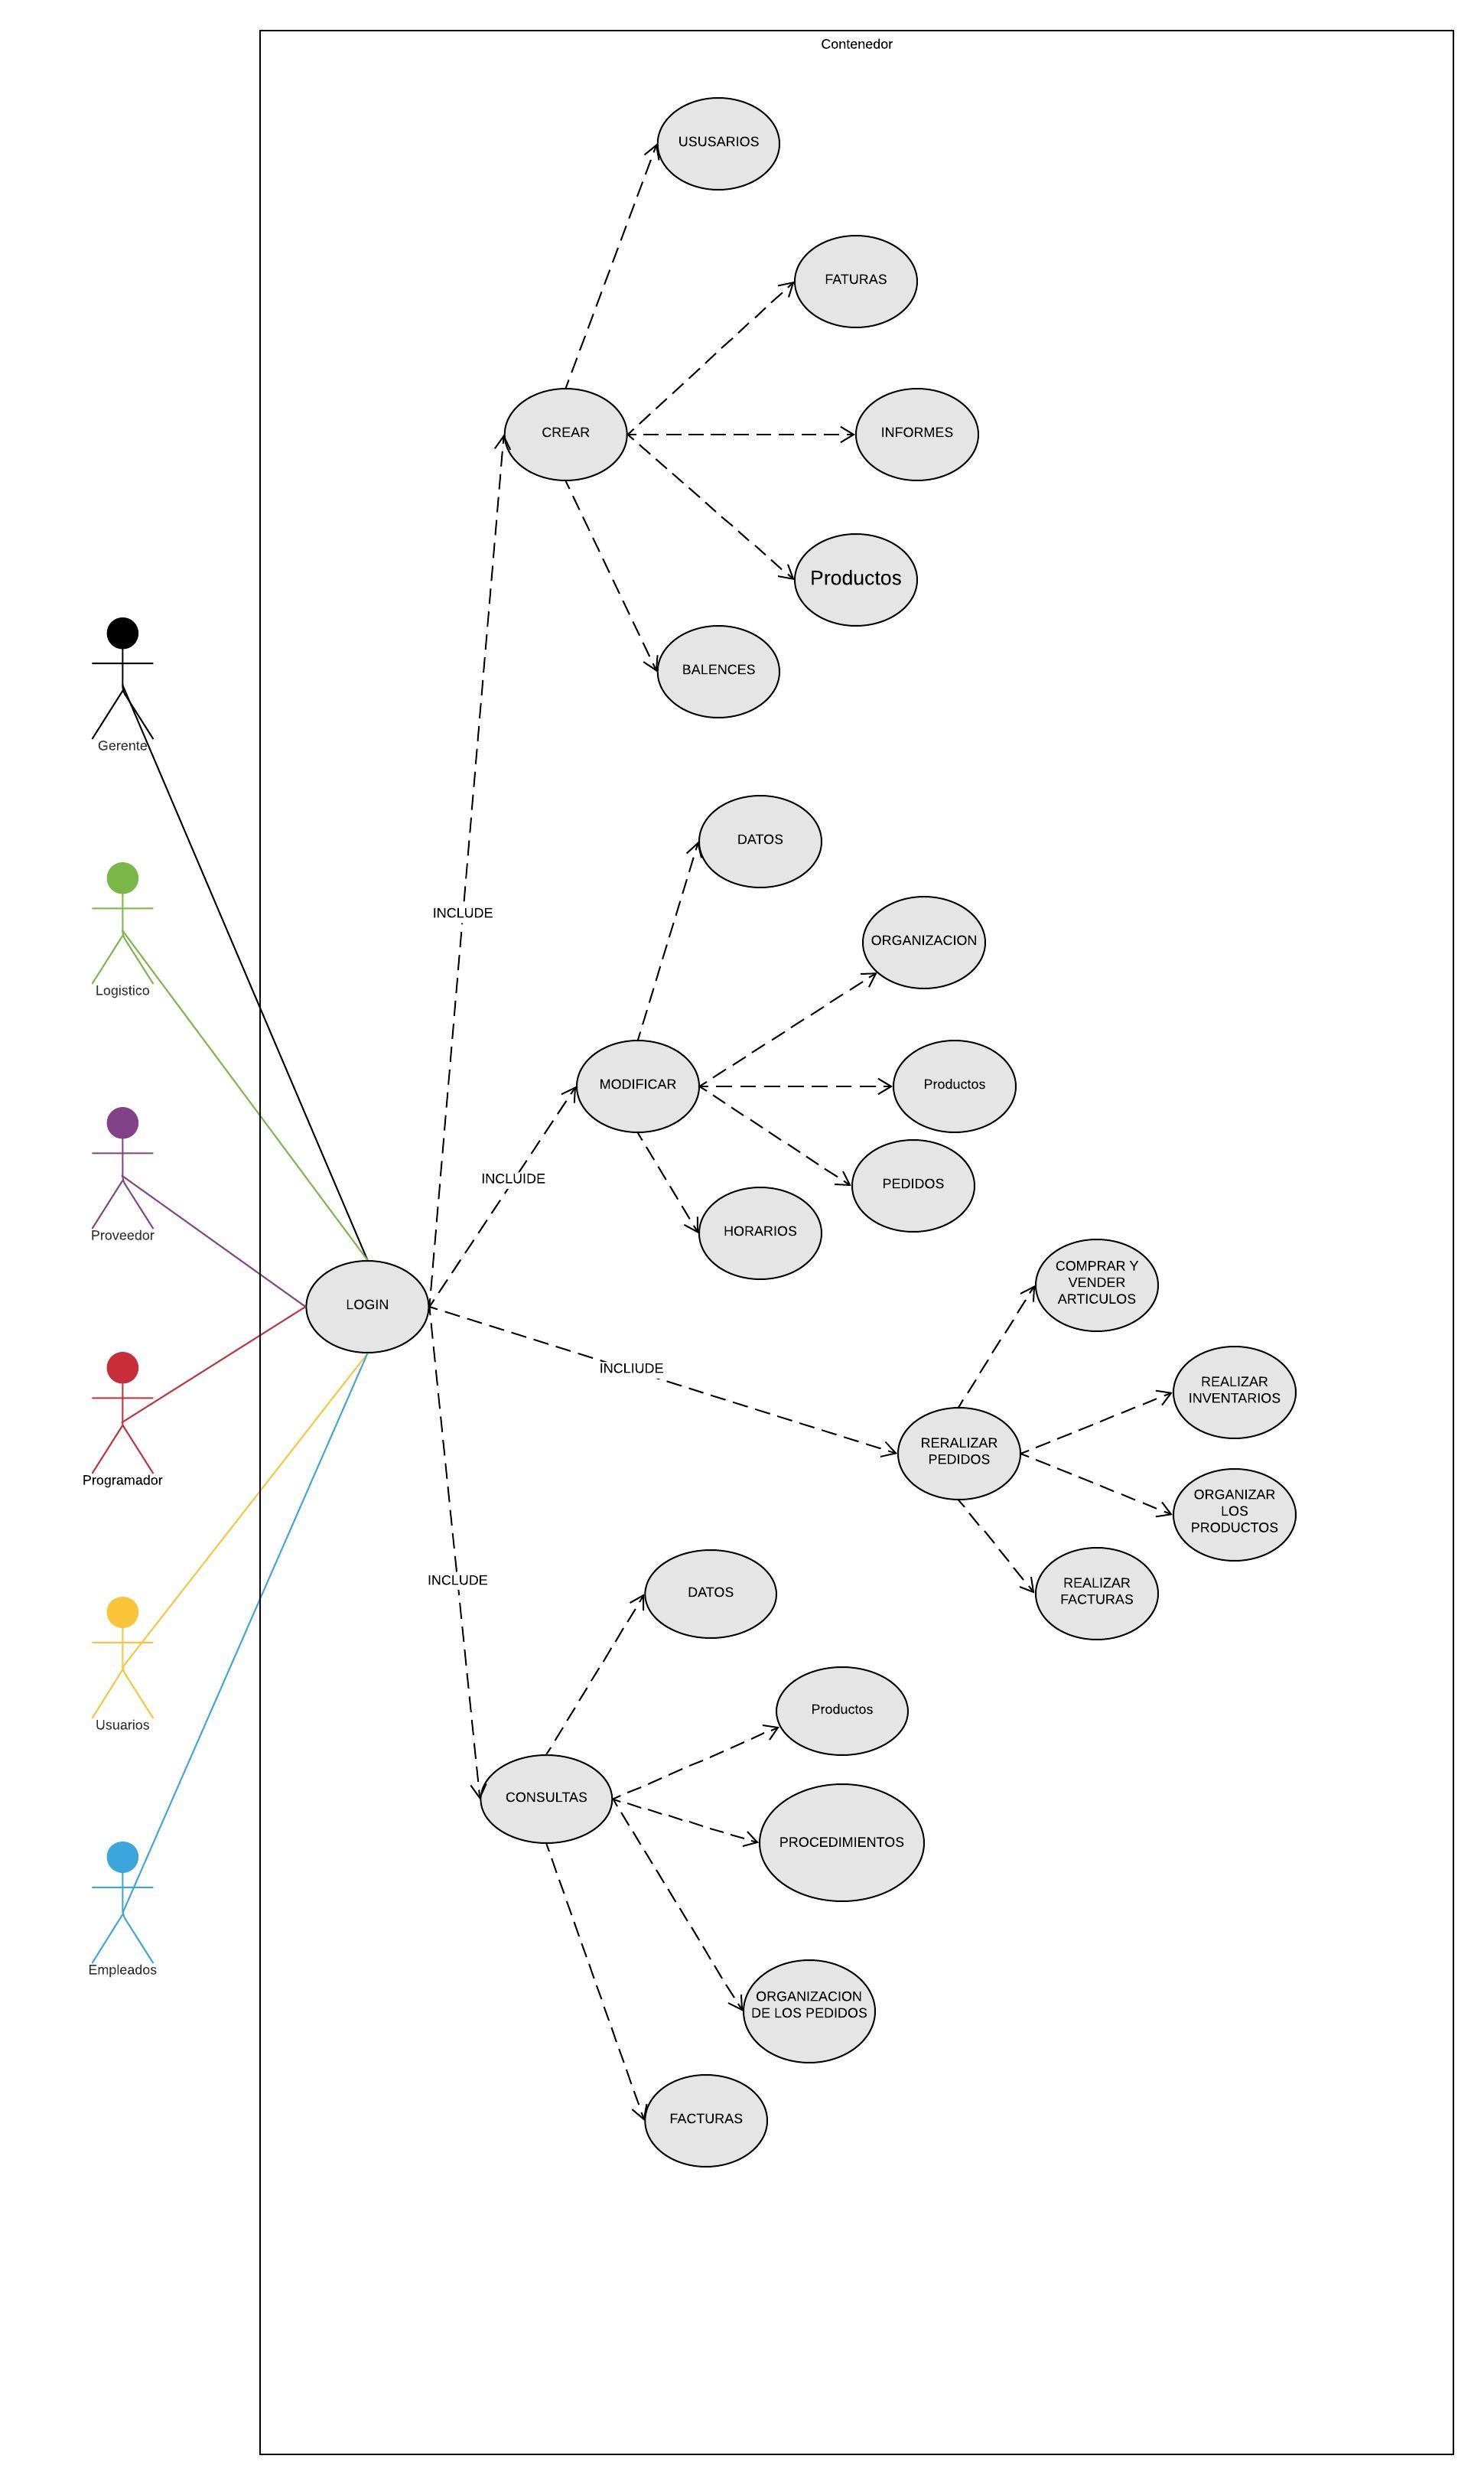 Contenedor
USUSARIOS
FATURAS
CREAR
INFORMES
Productos
BALENCES
Gerente
DATOS
INCLUDE
ORGANIZACION
Logistico
MODIFICAR
Productos
INCLUIDE
PEDIDOS
HORARIOS
Proveedor
COMPRAR Y
VENDER
ARTICULOS
LOGIN
INCLIUDE
REALIZAR
INVENTARIOS
RERALIZAR
PEDIDOS
Programador
ORGANIZAR
LOS
PRODUCTOS
INCLUDE
DATOS
REALIZAR
FACTURAS
Usuarios
Productos
CONSULTAS
PROCEDIMIENTOS
Empleados
ORGANIZACION
DE LOS PEDIDOS
FACTURAS